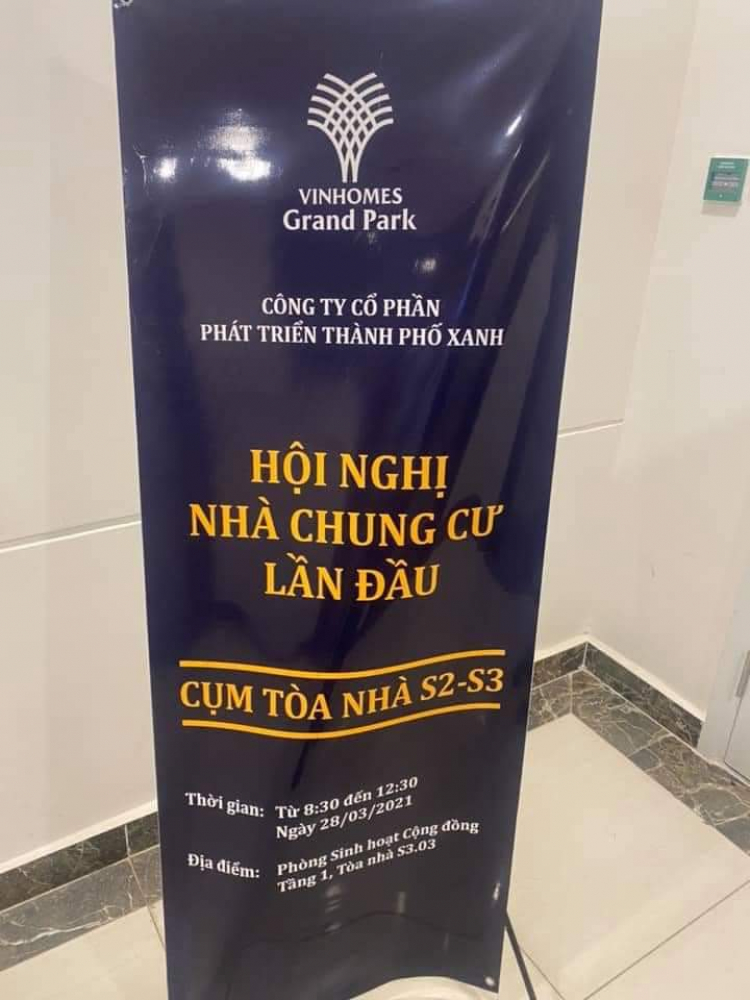 VINHOMES
Grand Park
CÔNG TY CỔ PHẦN
PHÁT TRIỂN THÀNH PHỐ XANH
HỘI NGHỊ
NHÀ CHUNG CƯ
LẦN ĐẦU
CỤM TÒA NHÀ S2-S3
Thời gian: Từ 8:30 đến 12:30
Ngày 28/03/2021
Địa điểm: Phòng Sinh hoạt Cộng đồng
Tầng 1, Tòa nhà S3.03